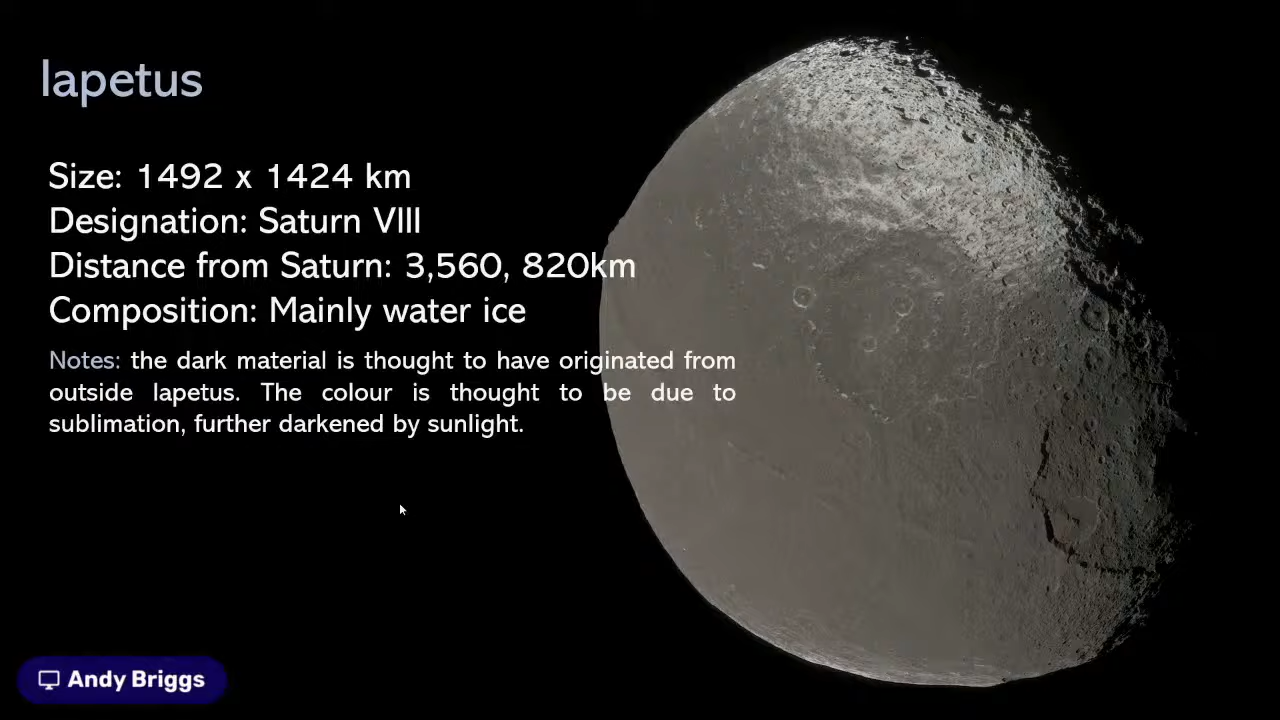 Iapetus
Size: 1492 x 1424 km
Designation: Saturn VIII
Distance from Saturn: 3,560, 820km
Composition: Mainly water ice
Notes: the dark material is thought to have originated from
outside Iapetus. The colour is thought to be due to
sublimation, further darkened by sunlight.
Andy Briggs